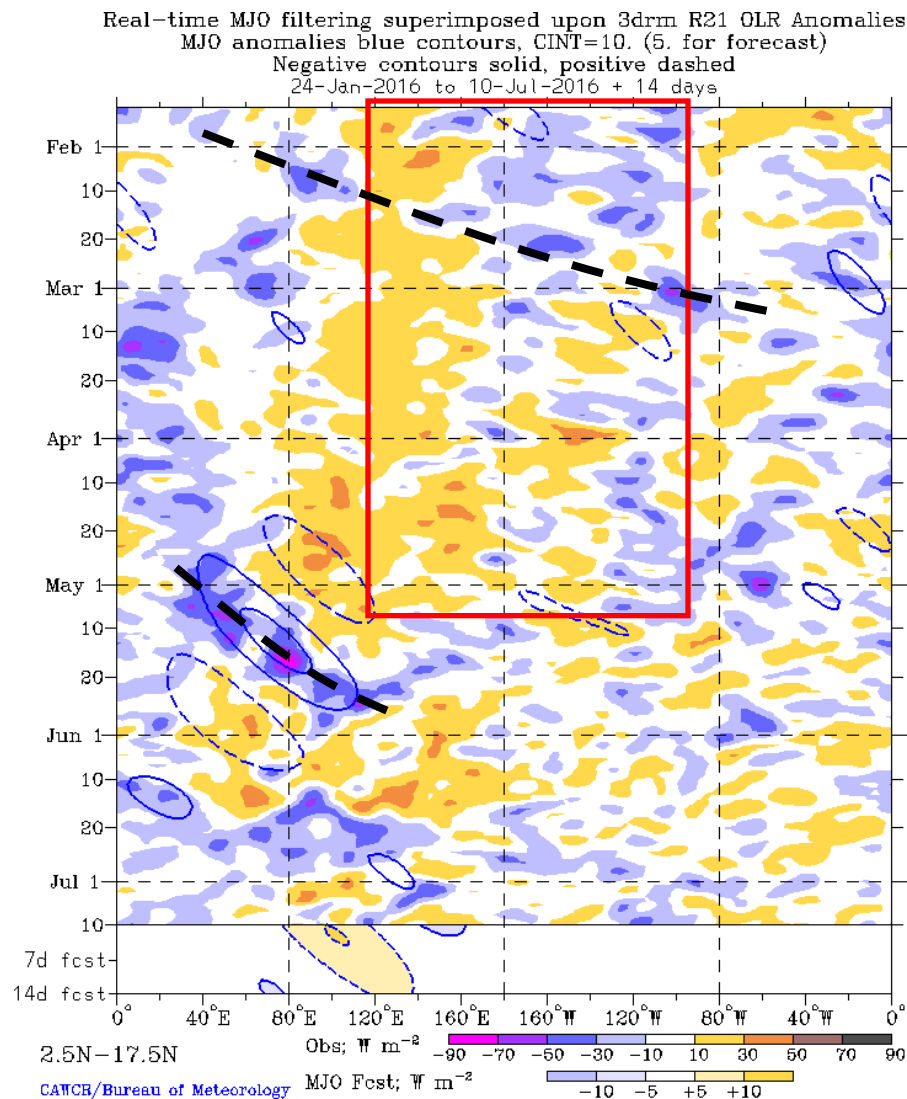 Real-time MJO filtering superimposed upon 3drm R21 OLR Anomalies
MJO anomalies blue contours, CINT=10. (5. for forecast)
Negative contours solid, positive dashed
24-Jan-2016 to 10-Jul-2016 + 14 days
Feb 1
10
20
Mar 1
10
20
Apr 1
10
20
May 1
10
20
Jun 1
10
20
Jul 1
10
7d fcst
14d fcst
0° 40°E 80°E 120°E 160°E 160°W 120°W 80°W 40°W 0°
2.5N-17.5N
Obs; W m⁻² -90 -70 -50 -30 -10 10 30 50 70 90
CAWCR/Bureau of Meteorology
MJO Fcst; W m⁻² -10 -5 +5 +10